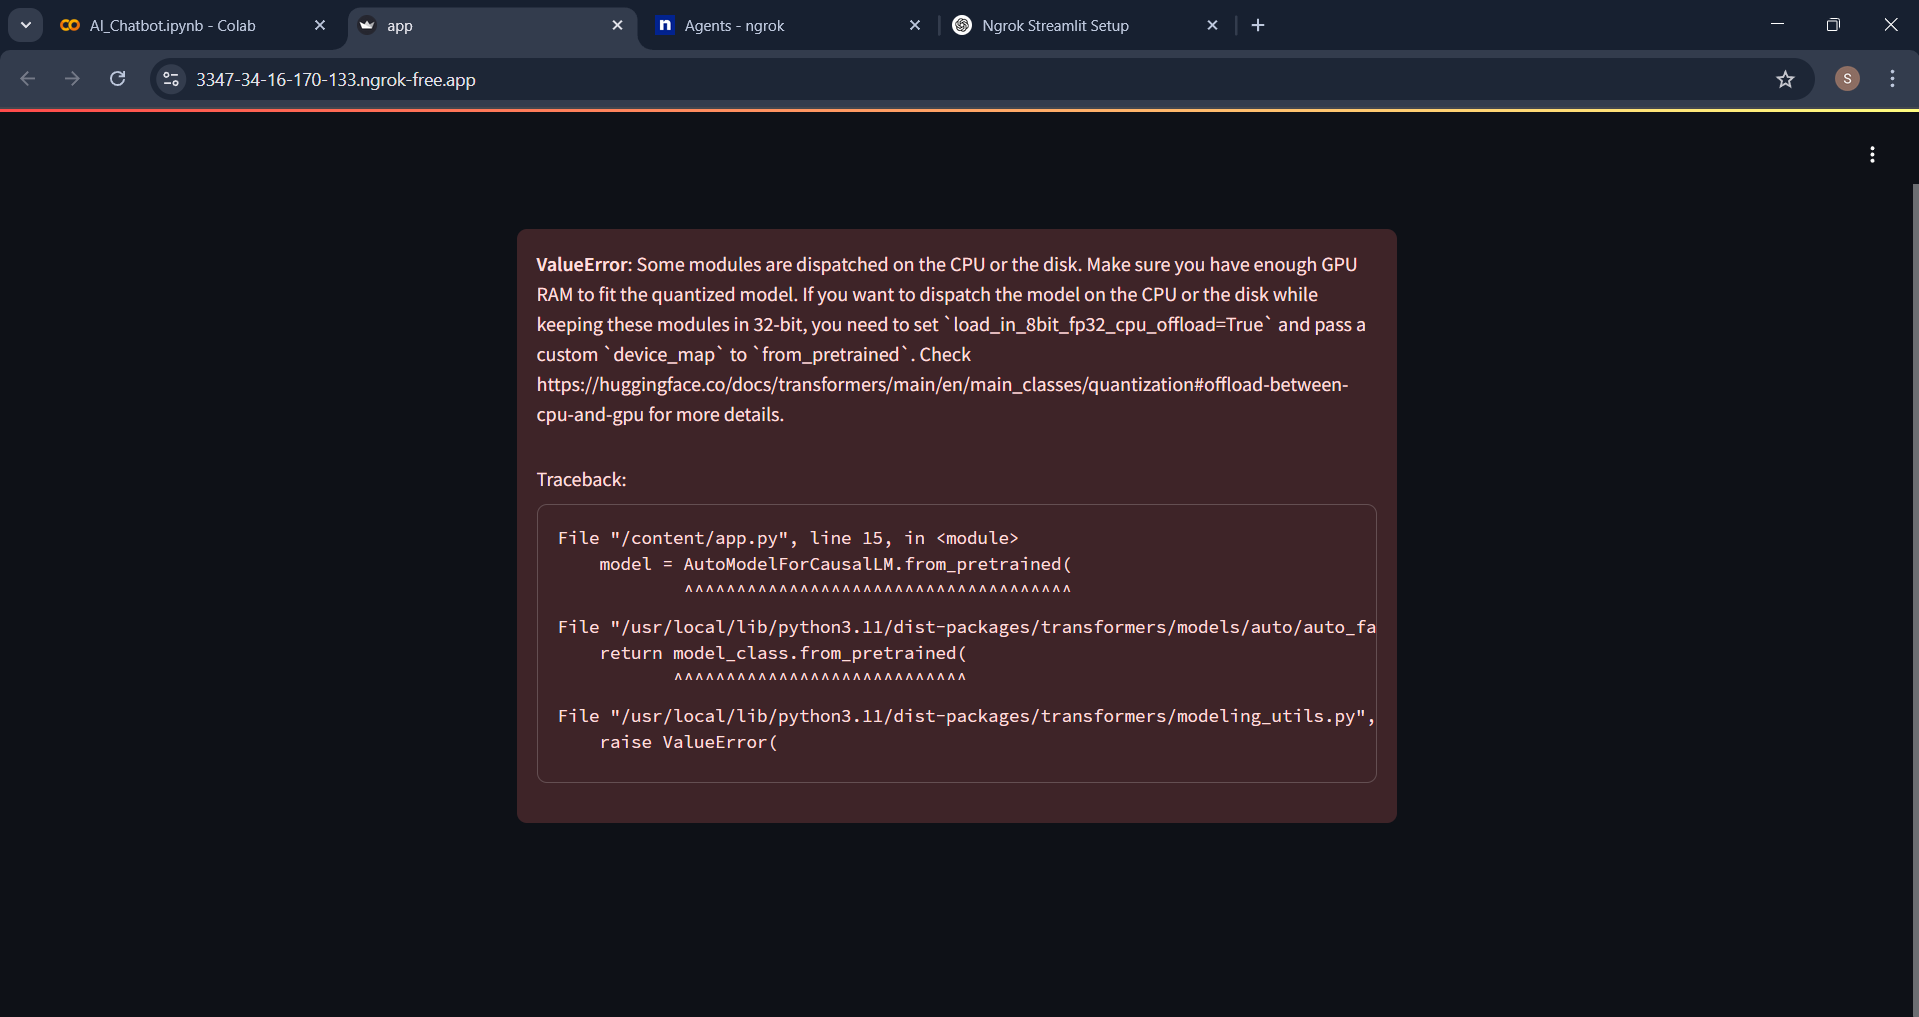 AI_Chatbot.ipynb - Colab
app
Agents - ngrok
Ngrok Streamlit Setup
3347-34-16-170-133.ngrok-free.app
S
ValueError: Some modules are dispatched on the CPU or the disk. Make sure you have enough GPU
RAM to fit the quantized model. If you want to dispatch the model on the CPU or the disk while
keeping these modules in 32-bit, you need to set `load_in_8bit_fp32_cpu_offload=True` and pass a
custom `device_map` to `from_pretrained`. Check
https://huggingface.co/docs/transformers/main/en/main_classes/quantization#offload-between-
cpu-and-gpu for more details.
Traceback:
File "/content/app.py", line 15, in <module>
model = AutoModelForCausalLM.from_pretrained(
^^^^^^^^^^^^^^^^^^^^^^^^^^^^^^^^^^^^^
File "/usr/local/lib/python3.11/dist-packages/transformers/models/auto/auto_fa
return model_class.from_pretrained(
^^^^^^^^^^^^^^^^^^^^^^^^^^^^
File "/usr/local/lib/python3.11/dist-packages/transformers/modeling_utils.py",
raise ValueError(